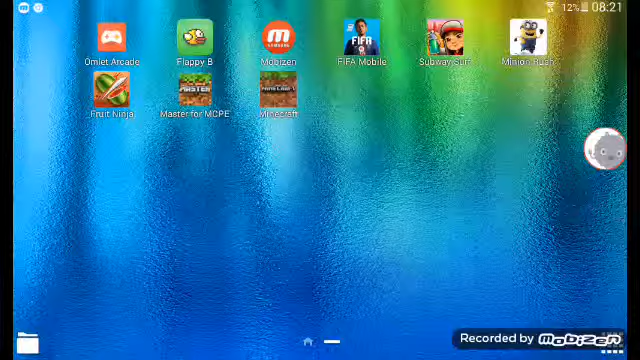 12% 08:21
Omlet Arcade Flappy B Mobizen FIFA Mobile Subway Surf Minion Rush
Fruit Ninja Master for MCPE Minecraft
Recorded by MOBIZEN